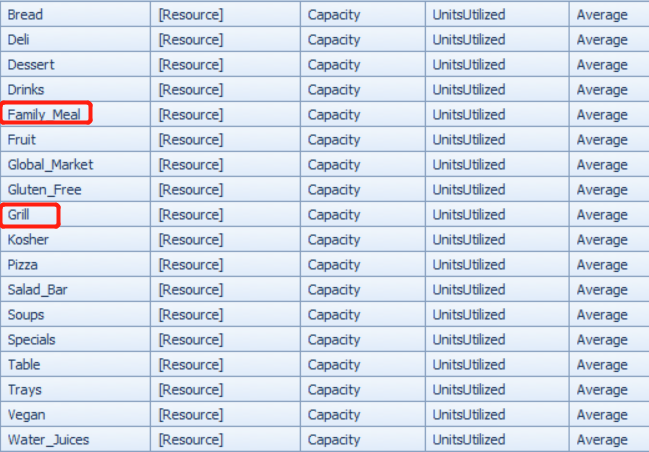 Bread [Resource] Capacity UnitsUtilized Average
Deli [Resource] Capacity UnitsUtilized Average
Dessert [Resource] Capacity UnitsUtilized Average
Drinks [Resource] Capacity UnitsUtilized Average
Family_Meal [Resource] Capacity UnitsUtilized Average
Fruit [Resource] Capacity UnitsUtilized Average
Global_Market [Resource] Capacity UnitsUtilized Average
Gluten_Free [Resource] Capacity UnitsUtilized Average
Grill [Resource] Capacity UnitsUtilized Average
Kosher [Resource] Capacity UnitsUtilized Average
Pizza [Resource] Capacity UnitsUtilized Average
Salad_Bar [Resource] Capacity UnitsUtilized Average
Soups [Resource] Capacity UnitsUtilized Average
Specials [Resource] Capacity UnitsUtilized Average
Table [Resource] Capacity UnitsUtilized Average
Trays [Resource] Capacity UnitsUtilized Average
Vegan [Resource] Capacity UnitsUtilized Average
Water_Juices [Resource] Capacity UnitsUtilized Average